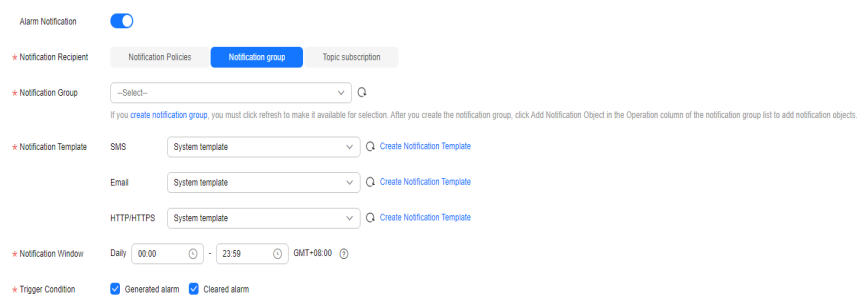 Alarm Notification
* Notification Recipient Notification Policies Notification group Topic subscription
* Notification Group --Select--
If you create notification group, you must click refresh to make it available for selection. After you create the notification group, click Add Notification Object in the Operation column of the notification group list to add notification objects.
* Notification Template SMS System template Create Notification Template
Email System template Create Notification Template
HTTP/HTTPS System template Create Notification Template
* Notification Window Daily 00:00 - 23:59 GMT+08:00 ?
* Trigger Condition Generated alarm Cleared alarm